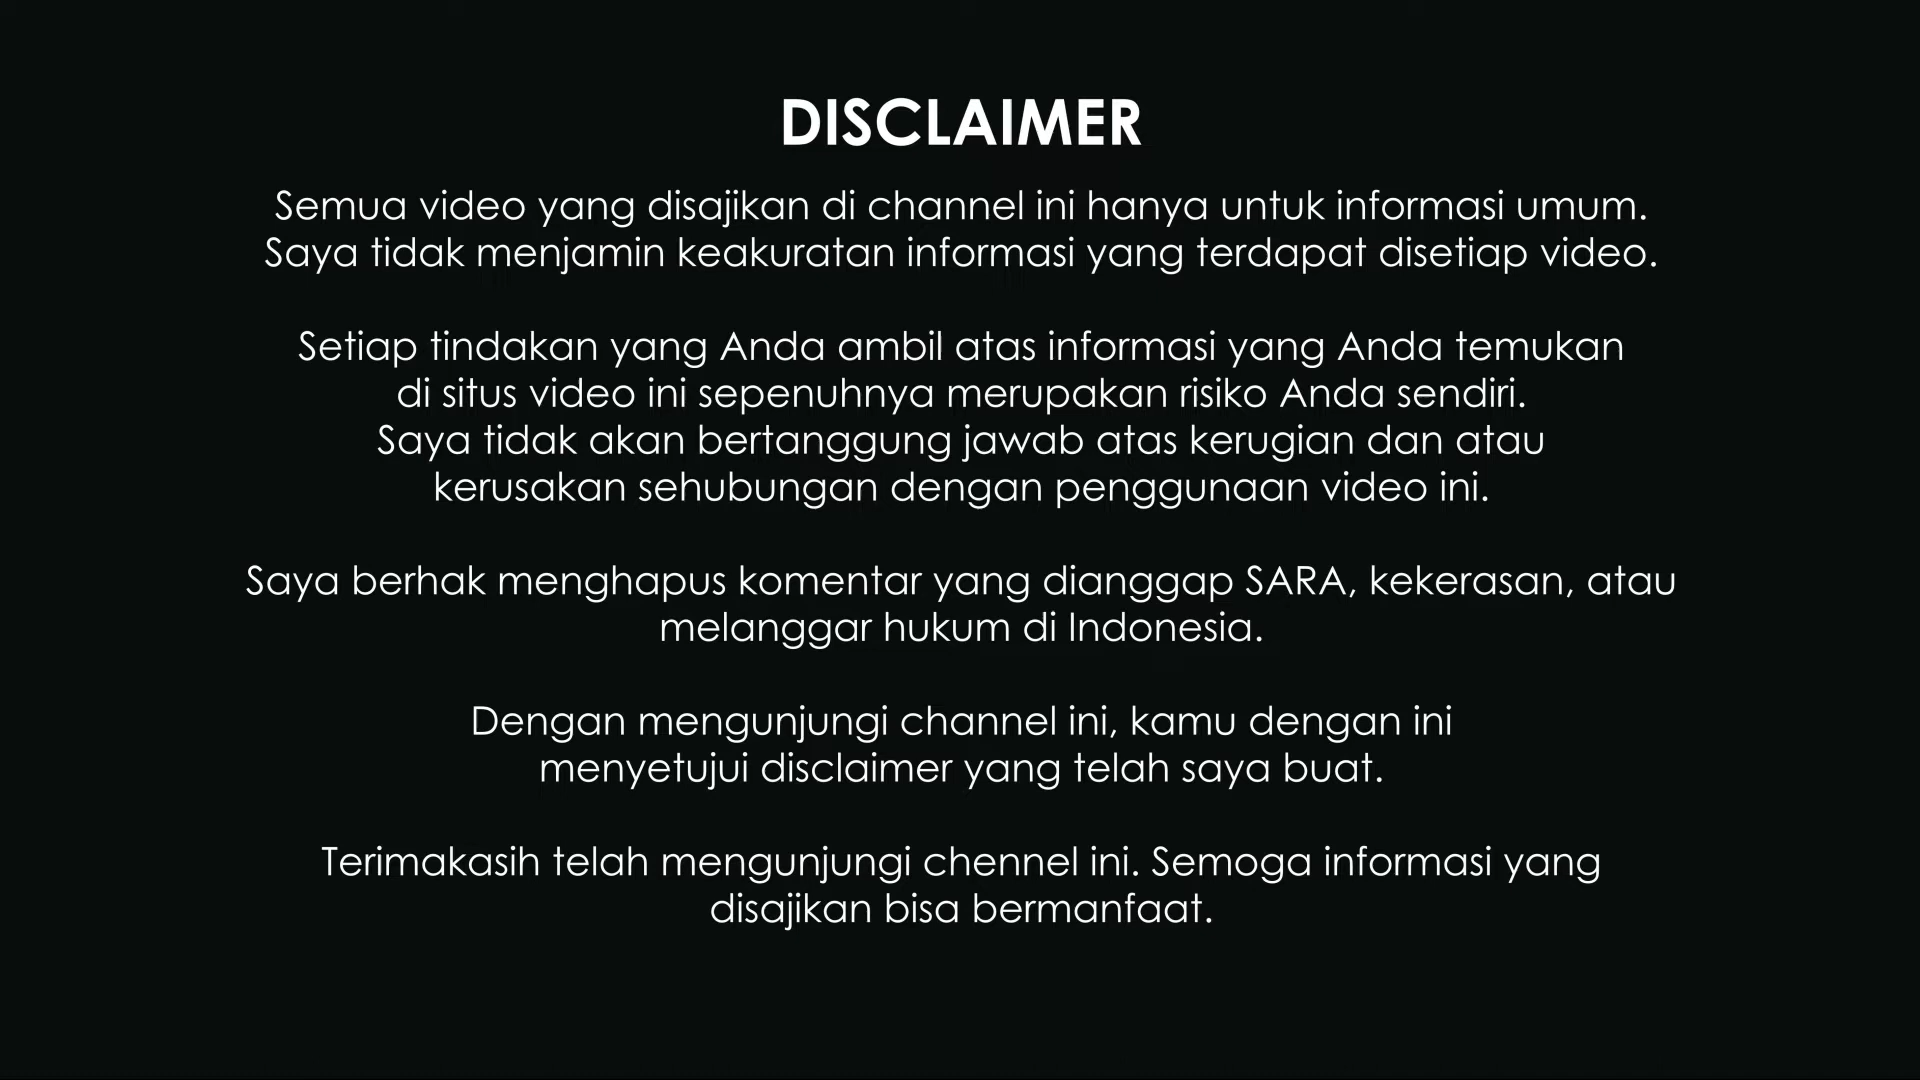 DISCLAIMER
Semua video yang disajikan di channel ini hanya untuk informasi umum.
Saya tidak menjamin keakuratan informasi yang terdapat disetiap video.
Setiap tindakan yang Anda ambil atas informasi yang Anda temukan
di situs video ini sepenuhnya merupakan risiko Anda sendiri.
Saya tidak akan bertanggung jawab atas kerugian dan atau
kerusakan sehubungan dengan penggunaan video ini.
Saya berhak menghapus komentar yang dianggap SARA, kekerasan, atau
melanggar hukum di Indonesia.
Dengan mengunjungi channel ini, kamu dengan ini
menyetujui disclaimer yang telah saya buat.
Terimakasih telah mengunjungi chennel ini. Semoga informasi yang
disajikan bisa bermanfaat.